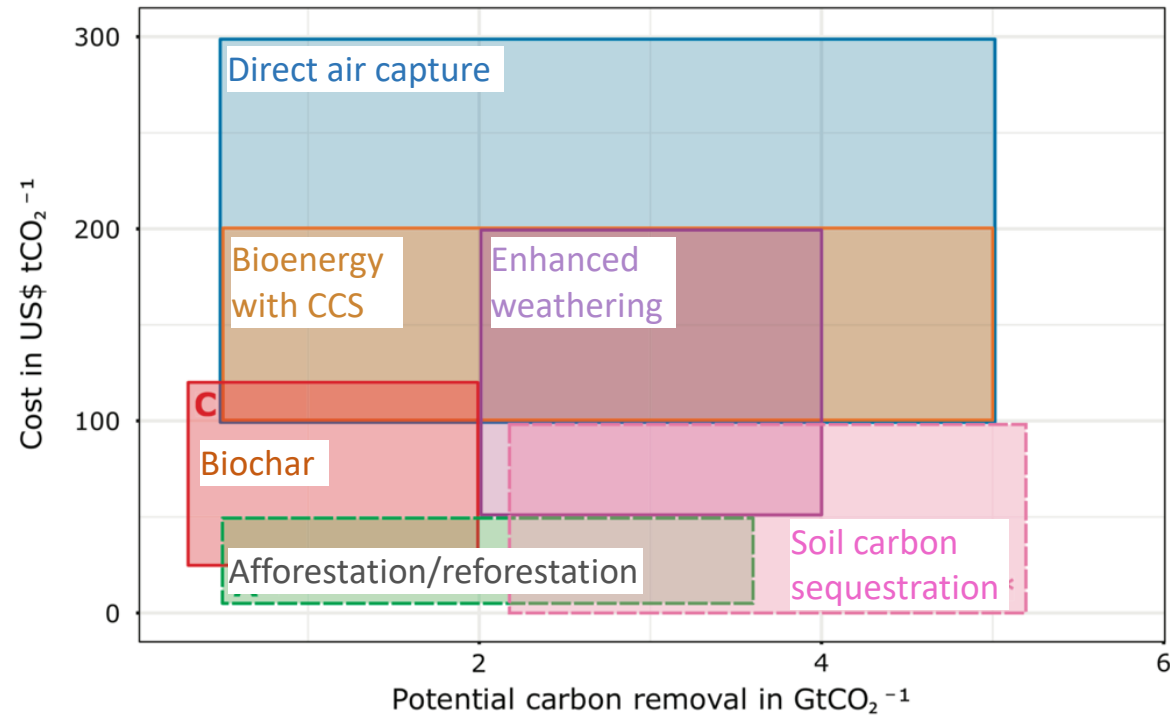 300
Direct air capture
Cost in US$ tCO₂⁻¹
200
Bioenergy
with CCS
Enhanced
weathering
100
C
Biochar
Afforestation/reforestation
Soil carbon
sequestration
0
2
4
6
Potential carbon removal in GtCO₂⁻¹